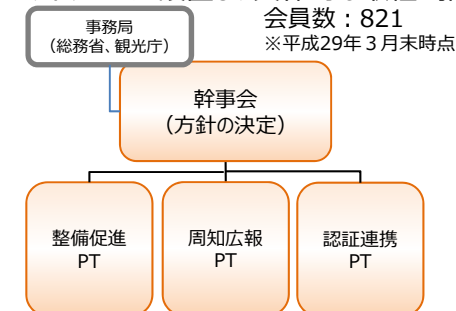 会員数：821
※平成29年３月末時点
事務局
（総務省、観光庁）
幹事会
（方針の決定）
整備促進
PT
周知広報
PT
認証連携
PT